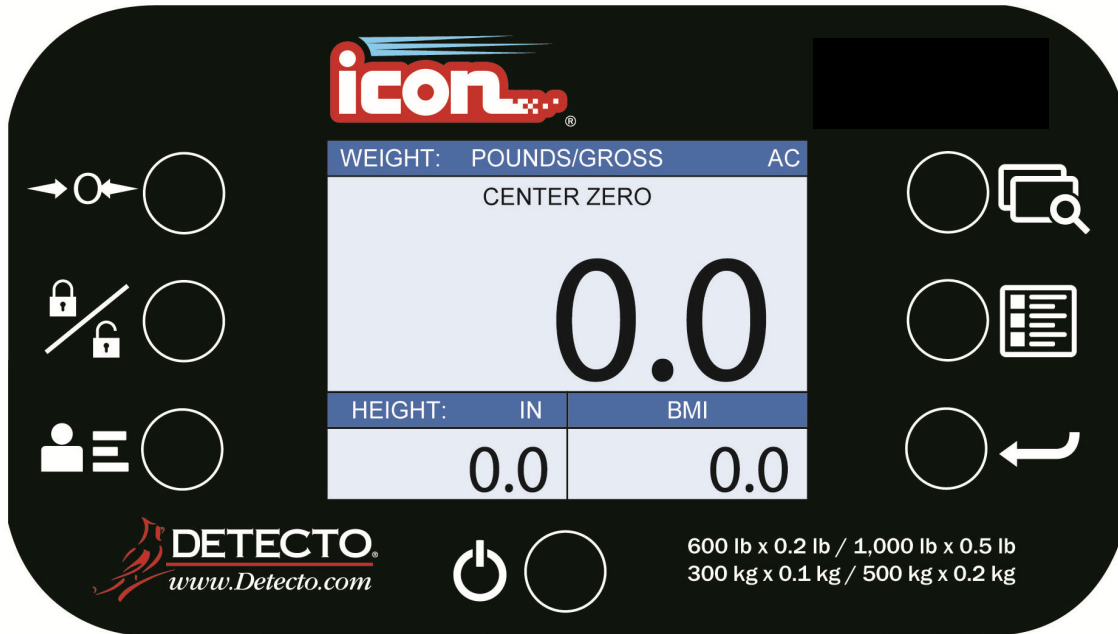 icon®
WEIGHT: POUNDS/GROSS AC
CENTER ZERO
0.0
HEIGHT: IN BMI
0.0 0.0
DETECTO®
www.Detecto.com
600 lb x 0.2 lb / 1,000 lb x 0.5 lb
300 kg x 0.1 kg / 500 kg x 0.2 kg